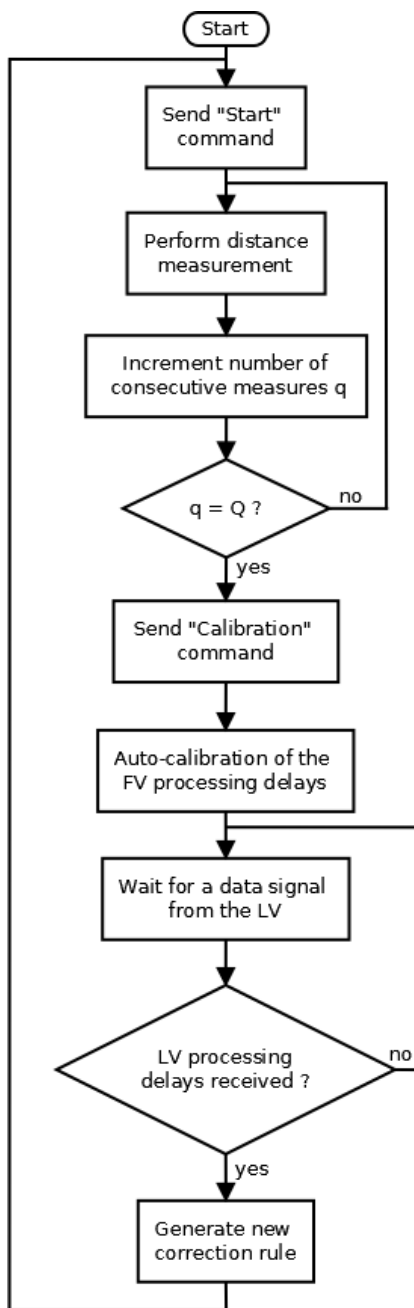 Start
Send "Start"
command
Perform distance
measurement
Increment number of
consecutive measures q
q = Q ?
no
yes
Send "Calibration"
command
Auto-calibration of the
FV processing delays
Wait for a data signal
from the LV
LV processing
delays received ?
no
yes
Generate new
correction rule